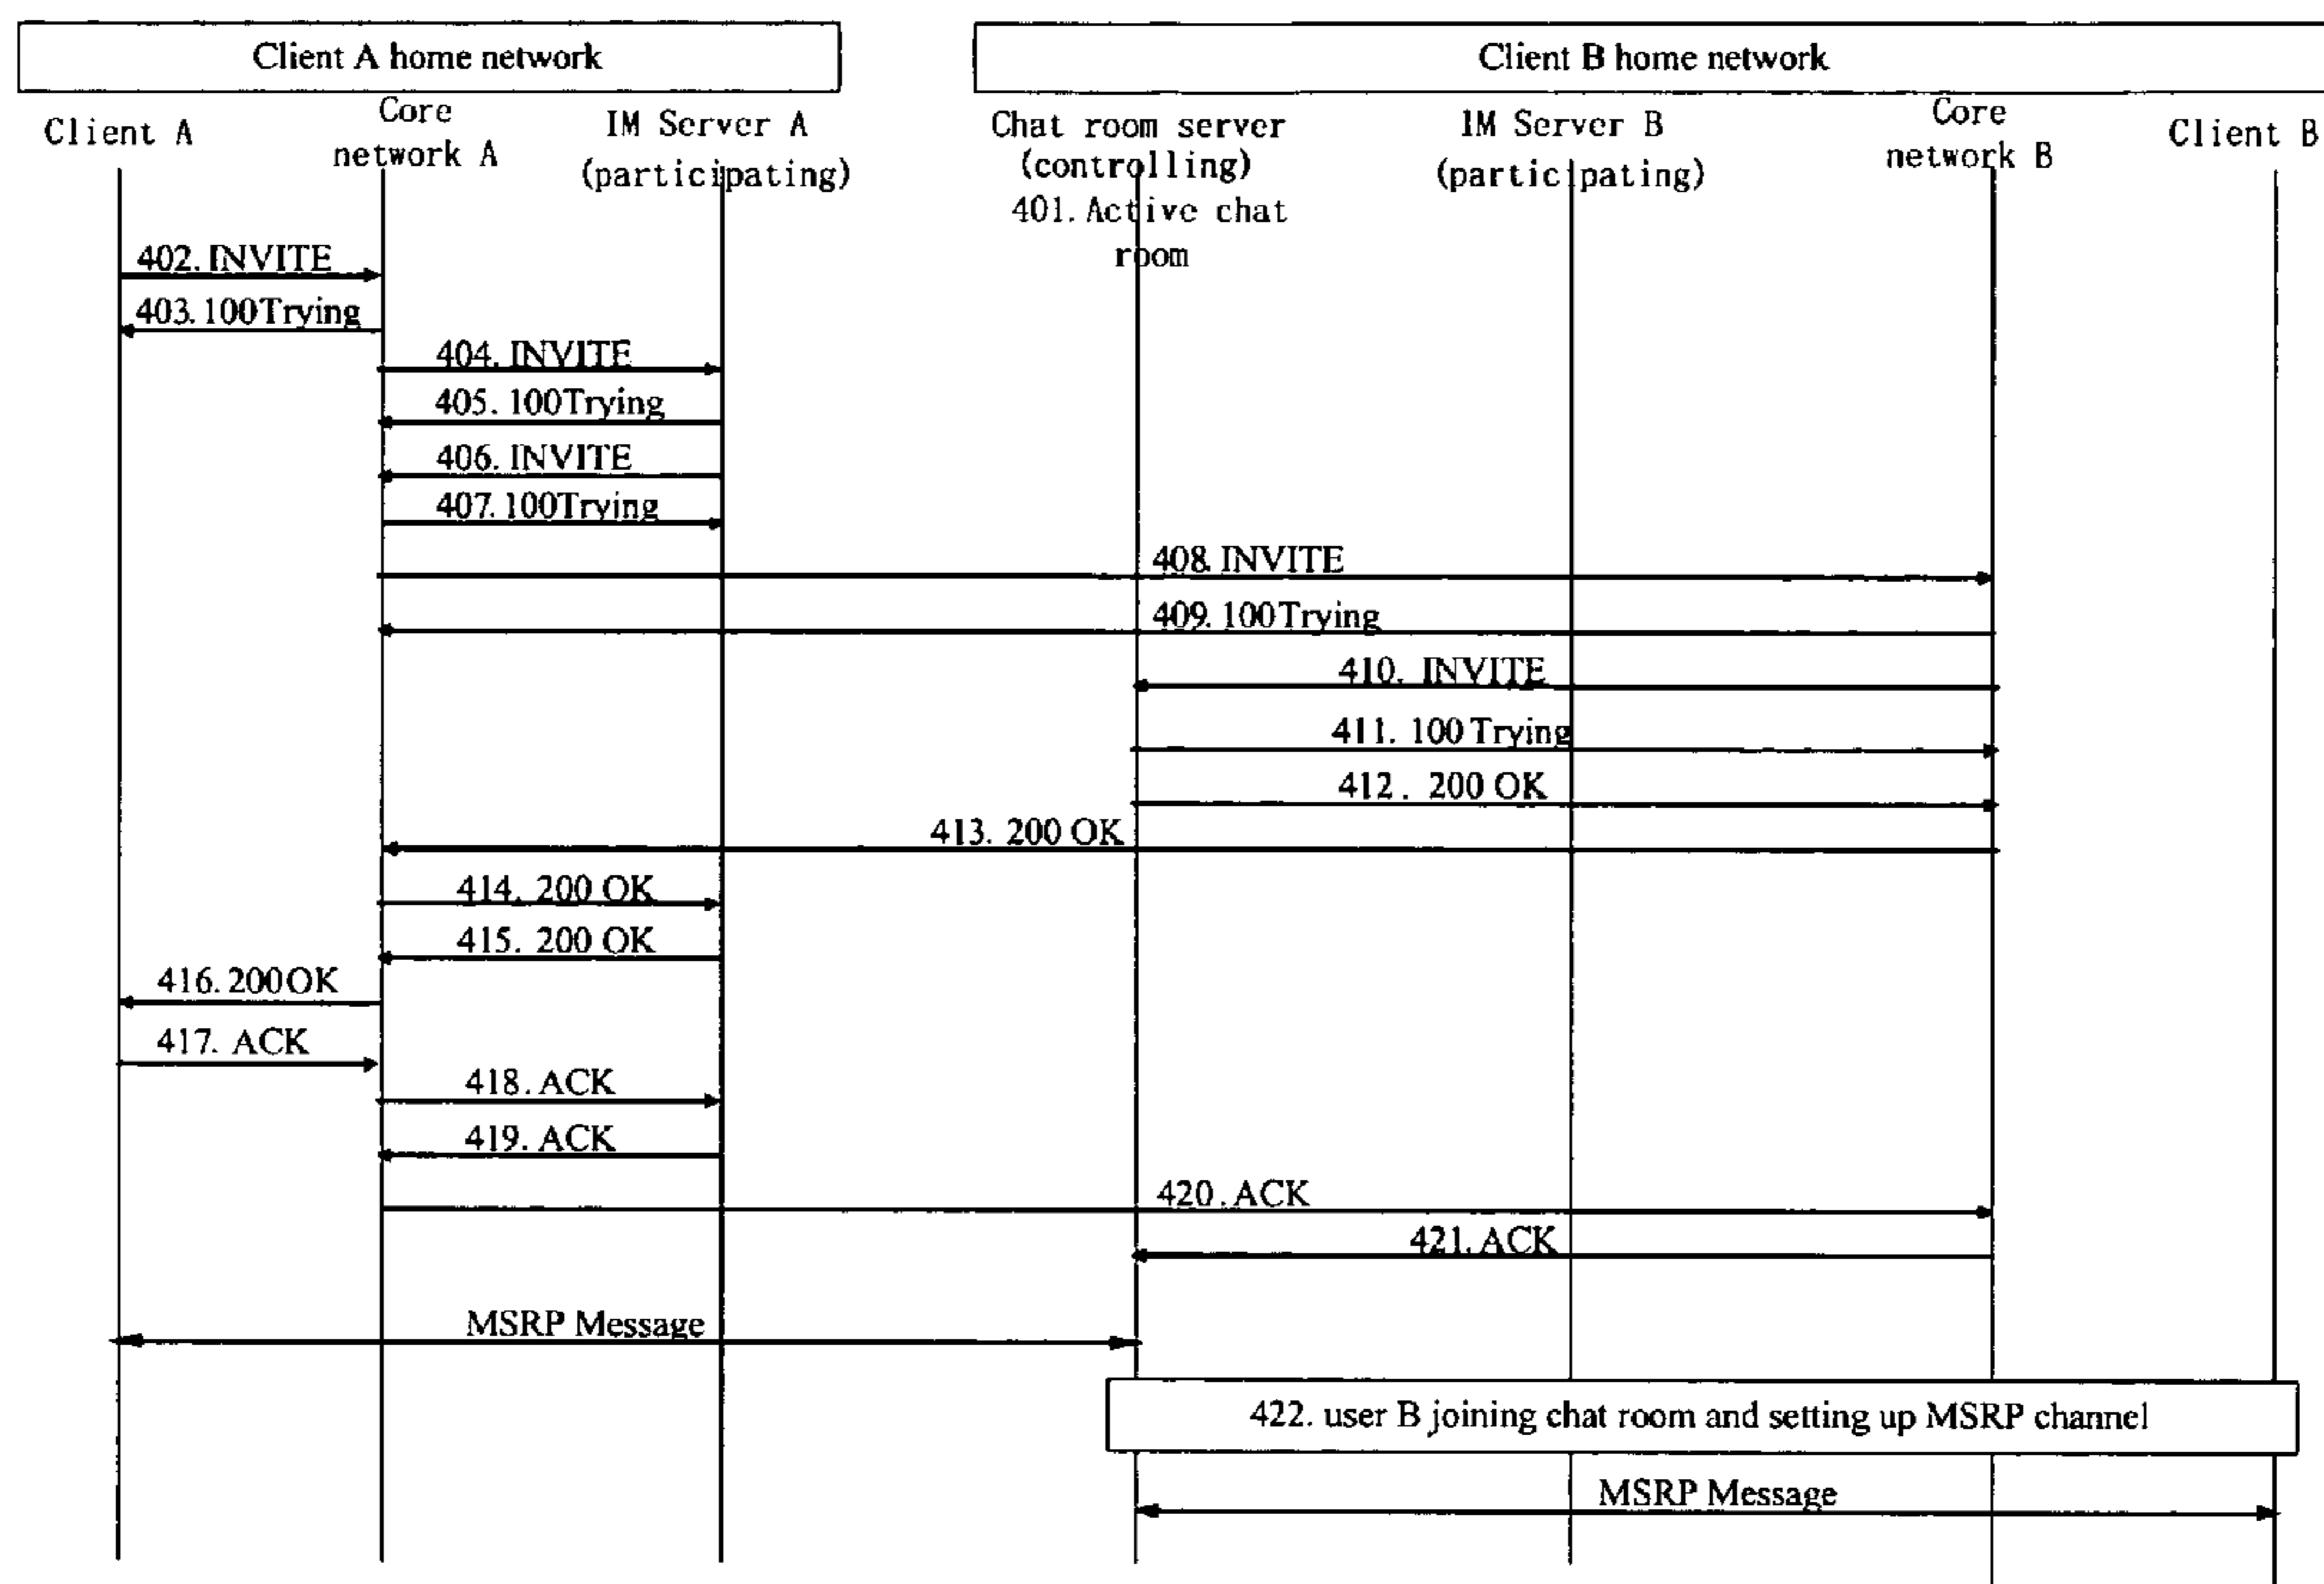 Client A home network
Client B home network
Client A
Core
network A
IM Server A
(participating)
Chat room server
(controlling)
401. Active chat
room
IM Server B
(participating)
Core
network B
Client B
402. INVITE
403. 100Trying
404. INVITE
405. 100Trying
406. INVITE
407. 100Trying
408. INVITE
409. 100Trying
410. INVITE
411. 100 Trying
412. 200 OK
413. 200 OK
414. 200 OK
415. 200 OK
416. 200OK
417. ACK
418. ACK
419. ACK
420. ACK
421. ACK
MSRP Message
422. user B joining chat room and setting up MSRP channel
MSRP Message